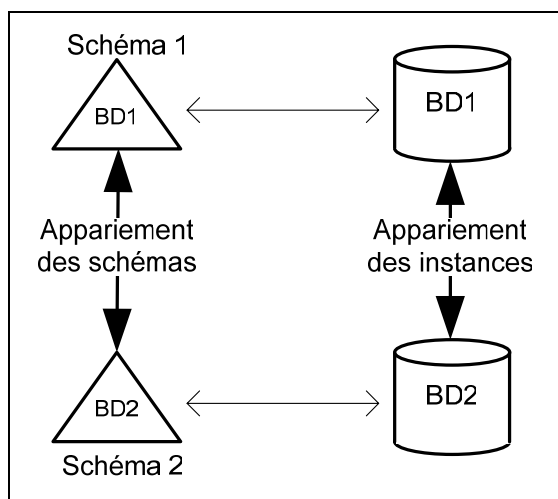 Schéma 1
BD1
BD1
Appariement
des schémas
Appariement
des instances
BD2
BD2
Schéma 2